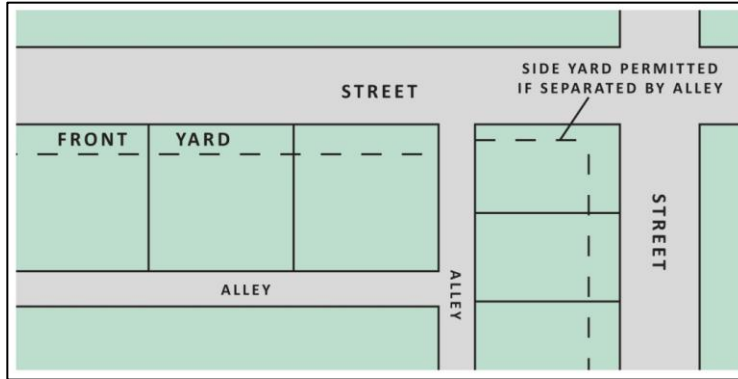 SIDE YARD PERMITTED
IF SEPARATED BY ALLEY
STREET
FRONT YARD
STREET
ALLEY
ALLEY